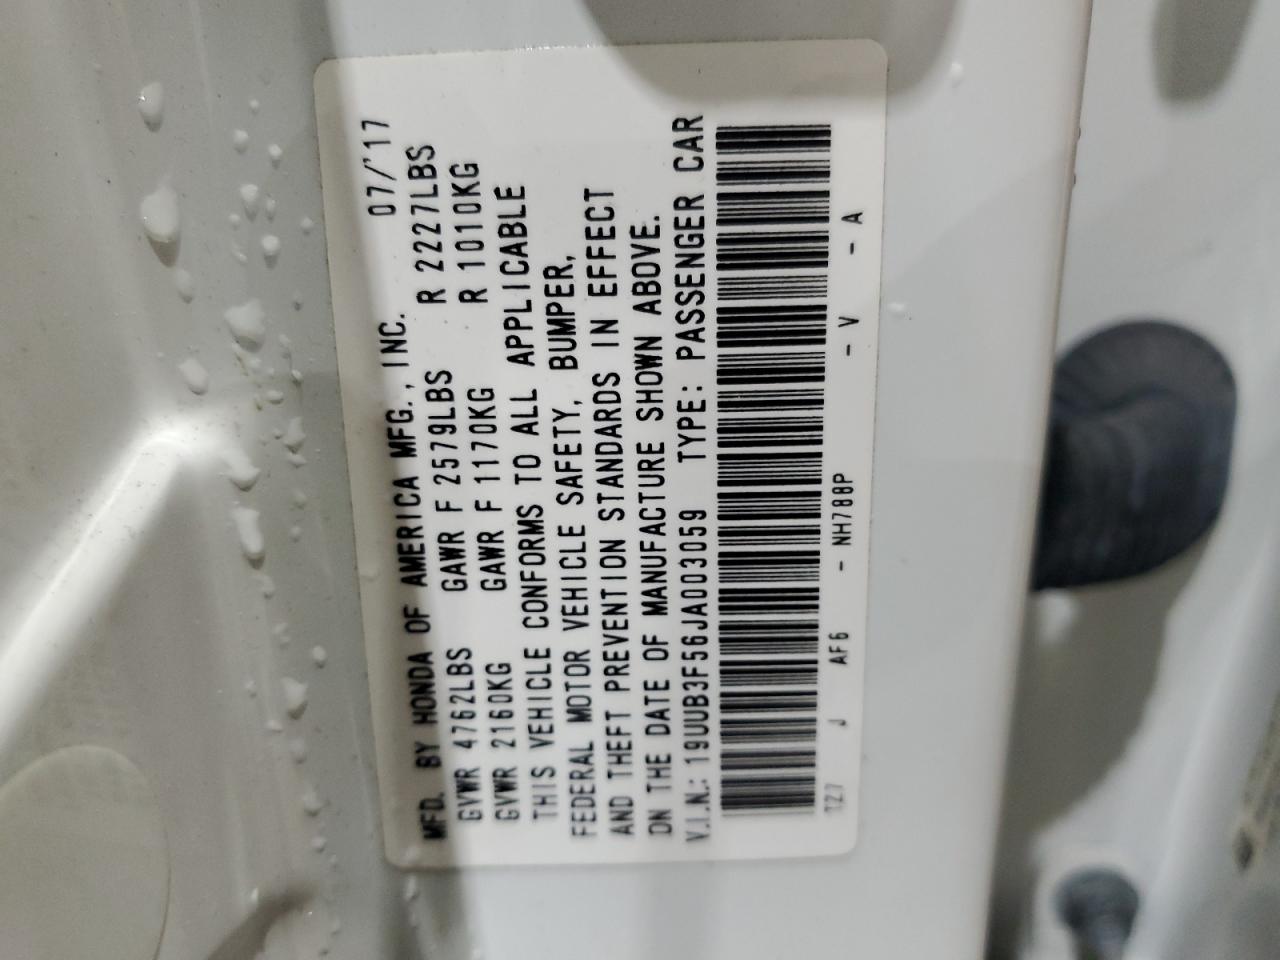 MFD. BY HONDA OF AMERICA MFG., INC. 07/'17
GVWR 4762LBS GAWR F 2579LBS R 2227LBS
GVWR 2160KG GAWR F 1170KG R 1010KG
THIS VEHICLE CONFORMS TO ALL APPLICABLE
FEDERAL MOTOR VEHICLE SAFETY, BUMPER,
AND THEFT PREVENTION STANDARDS IN EFFECT
ON THE DATE OF MANUFACTURE SHOWN ABOVE.
V.I.N.: 19UUB3F56JA003059 TYPE: PASSENGER CAR
TZ7 J AF6 - NH788P - V - A